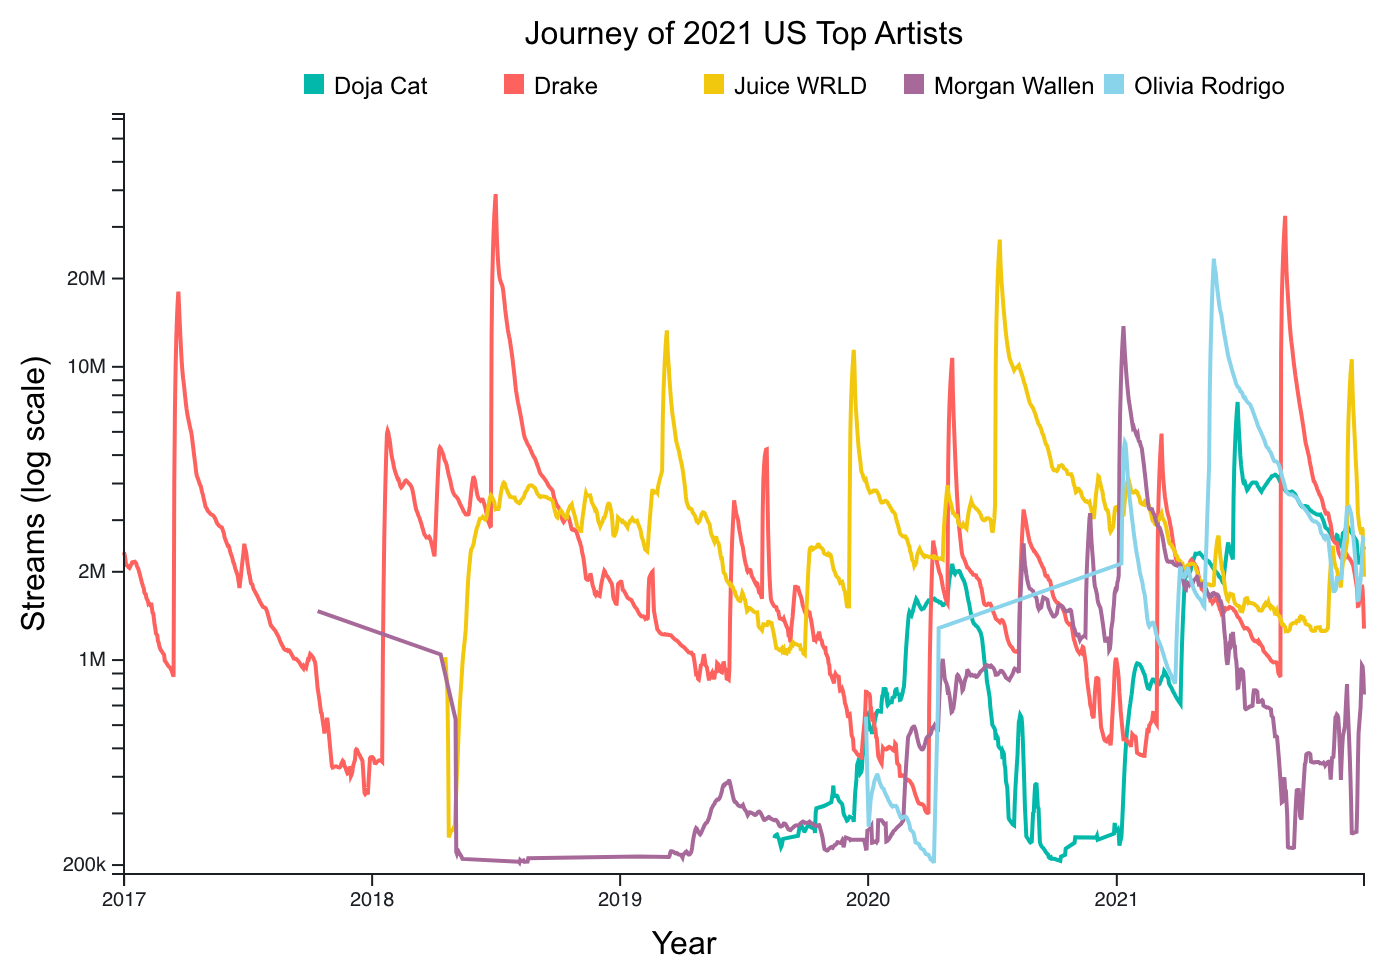 Journey of 2021 US Top Artists
Doja Cat Drake Juice WRLD Morgan Wallen Olivia Rodrigo
Streams (log scale)
20M
10M
2M
1M
200k
2017 2018 2019 2020 2021
Year